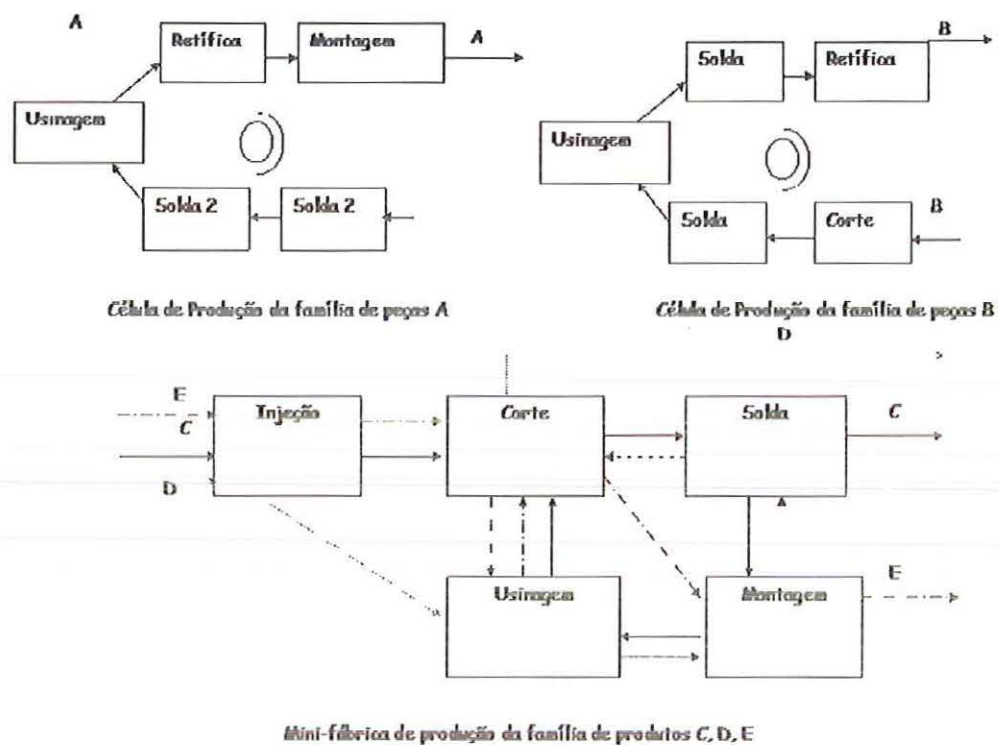 A
Retífica
Montagem
A
Usinagem
Solda 2
Solda 2
Célula de Produção da família de peças A
B
Solda
Retífica
Usinagem
Solda
Corte
B
Célula de Produção da família de peças B
D
E
C
D
Injeção
Corte
Solda
C
Usinagem
Montagem
E
Mini-fábrica de produção da família de produtos C, D, E